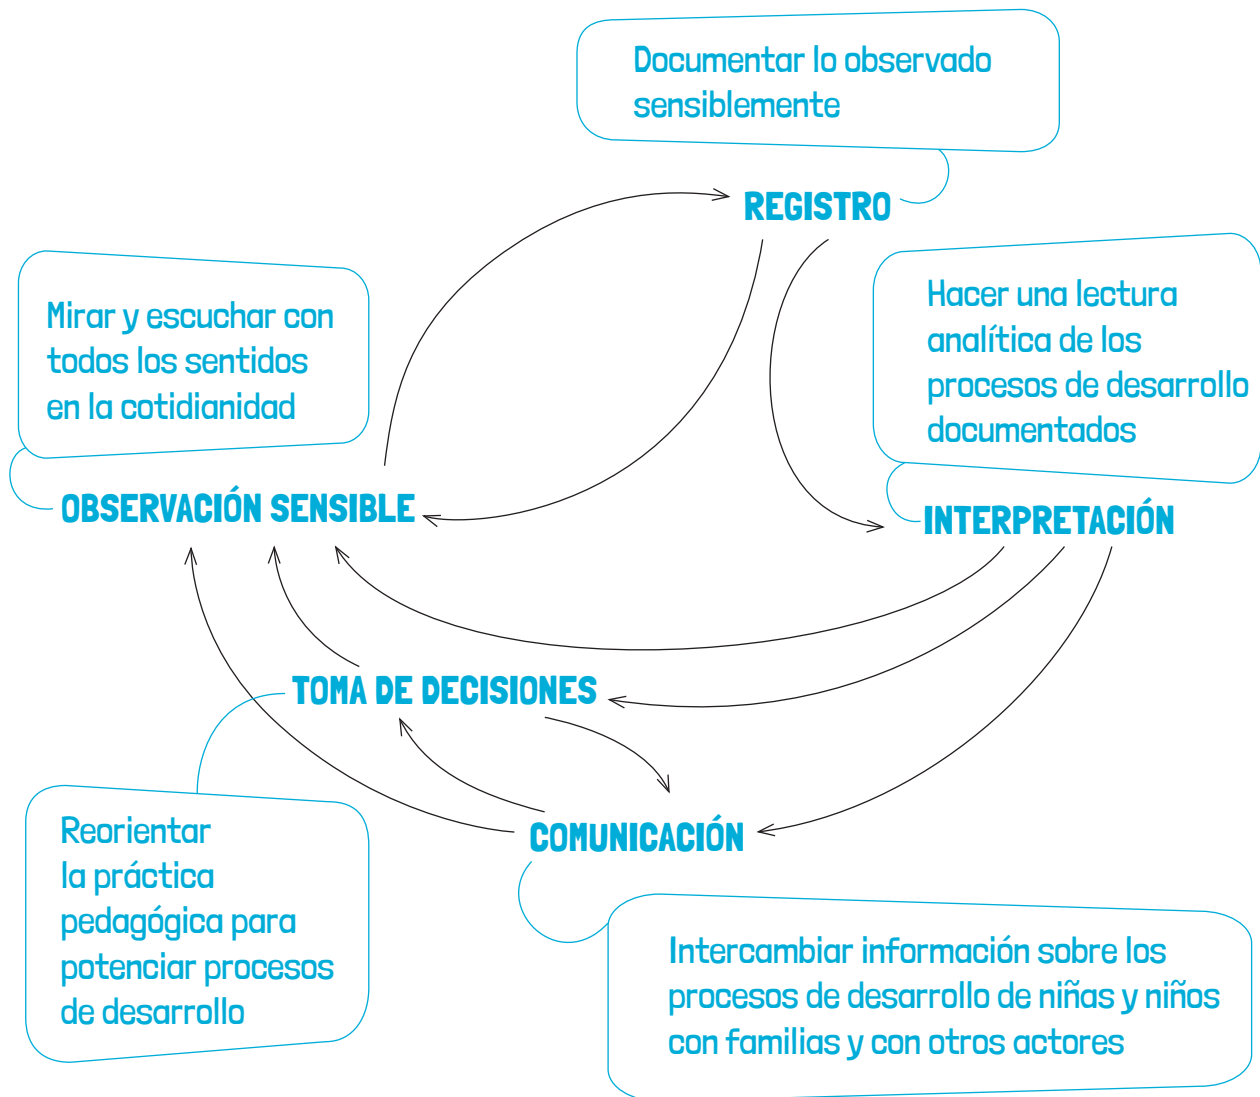 Documentar lo observado
sensiblemente
REGISTRO
Mirar y escuchar con
todos los sentidos
en la cotidianidad
OBSERVACIÓN SENSIBLE
Hacer una lectura
analítica de los
procesos de desarrollo
documentados
INTERPRETACIÓN
TOMA DE DECISIONES
Reorientar
la práctica
pedagógica para
potenciar procesos
de desarrollo
COMUNICACIÓN
Intercambiar información sobre los
procesos de desarrollo de niñas y niños
con familias y con otros actores